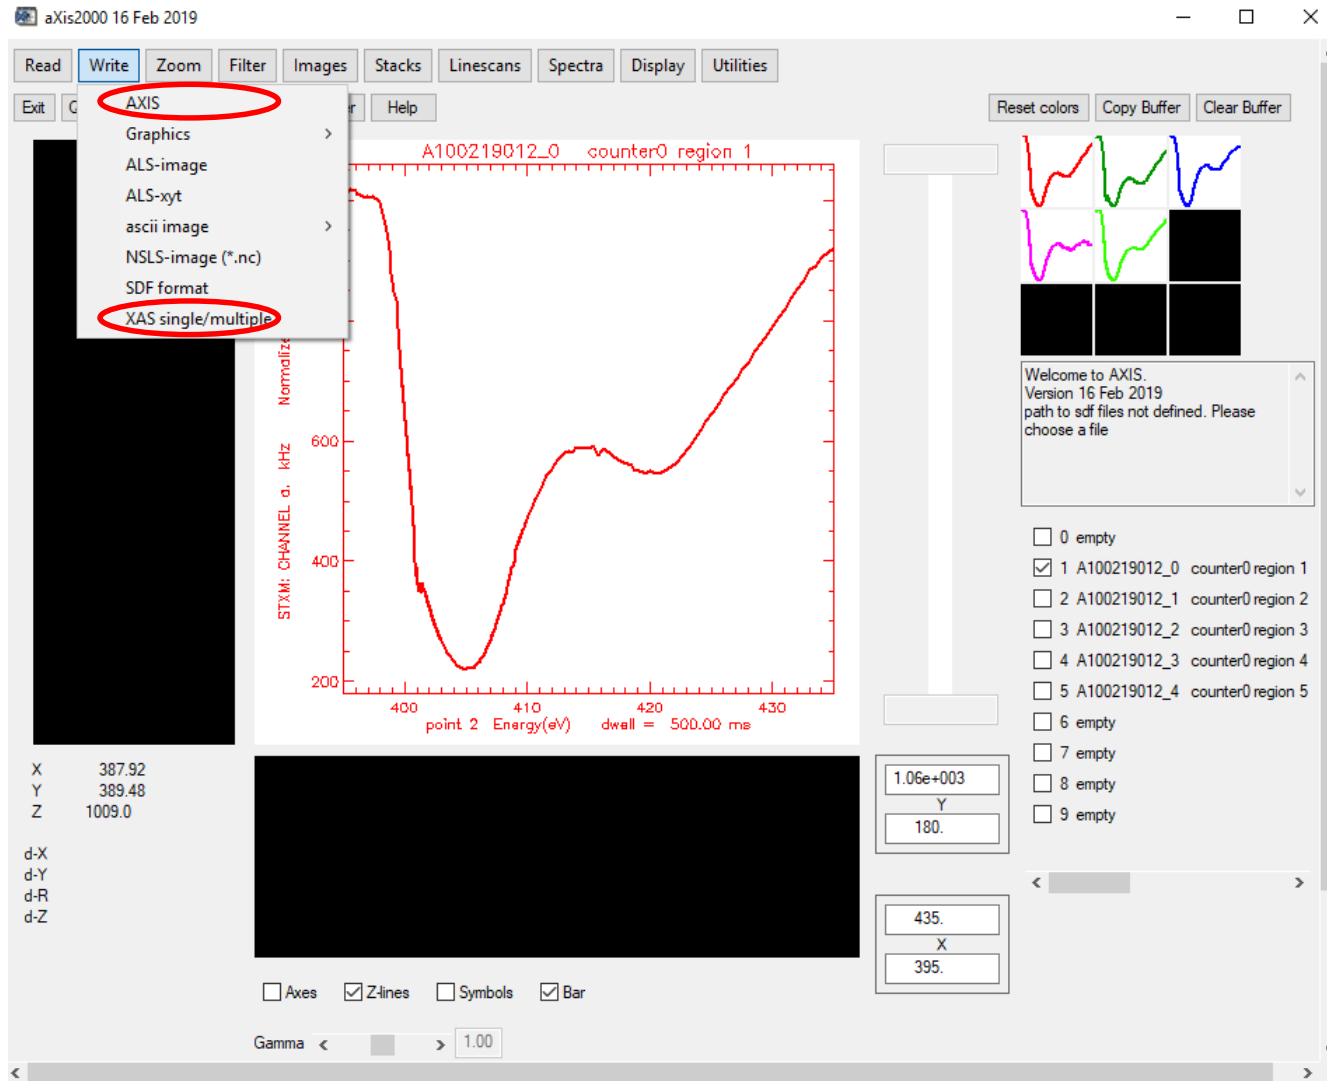 aXis2000 16 Feb 2019
Read Write Zoom Filter Images Stacks Linescans Spectra Display Utilities
Exit Help Reset colors Copy Buffer Clear Buffer
AXIS
Graphics
ALS-image
ALS-xyt
ascii image
NSLS-image (*.nc)
SDF format
XAS single/multiple
A100219012_0 counter0 region 1
STXM: CHANNEL a. kHz
600
400
200
400 410 420 430
point 2 Energy(eV) dwell = 500.00 ms
Welcome to AXIS.
Version 16 Feb 2019
path to sdf files not defined. Please
choose a file
0 empty
1 A100219012_0 counter0 region 1
2 A100219012_1 counter0 region 2
3 A100219012_2 counter0 region 3
4 A100219012_3 counter0 region 4
5 A100219012_4 counter0 region 5
6 empty
7 empty
8 empty
9 empty
X 387.92
Y 389.48
Z 1009.0
d-X
d-Y
d-R
d-Z
1.06e+003
Y
180.
435.
X
395.
Axes Z-lines Symbols Bar
Gamma 1.00